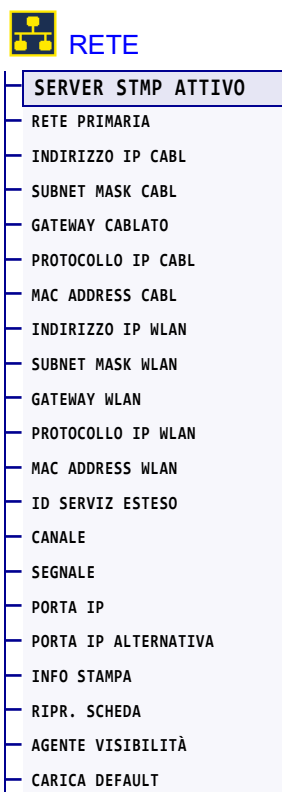 RETE
SERVER STMP ATTIVO
RETE PRIMARIA
INDIRIZZO IP CABL
SUBNET MASK CABL
GATEWAY CABLATO
PROTOCOLLO IP CABL
MAC ADDRESS CABL
INDIRIZZO IP WLAN
SUBNET MASK WLAN
GATEWAY WLAN
PROTOCOLLO IP WLAN
MAC ADDRESS WLAN
ID SERVIZ ESTESO
CANALE
SEGNALE
PORTA IP
PORTA IP ALTERNATIVA
INFO STAMPA
RIPR. SCHEDA
AGENTE VISIBILITÀ
CARICA DEFAULT